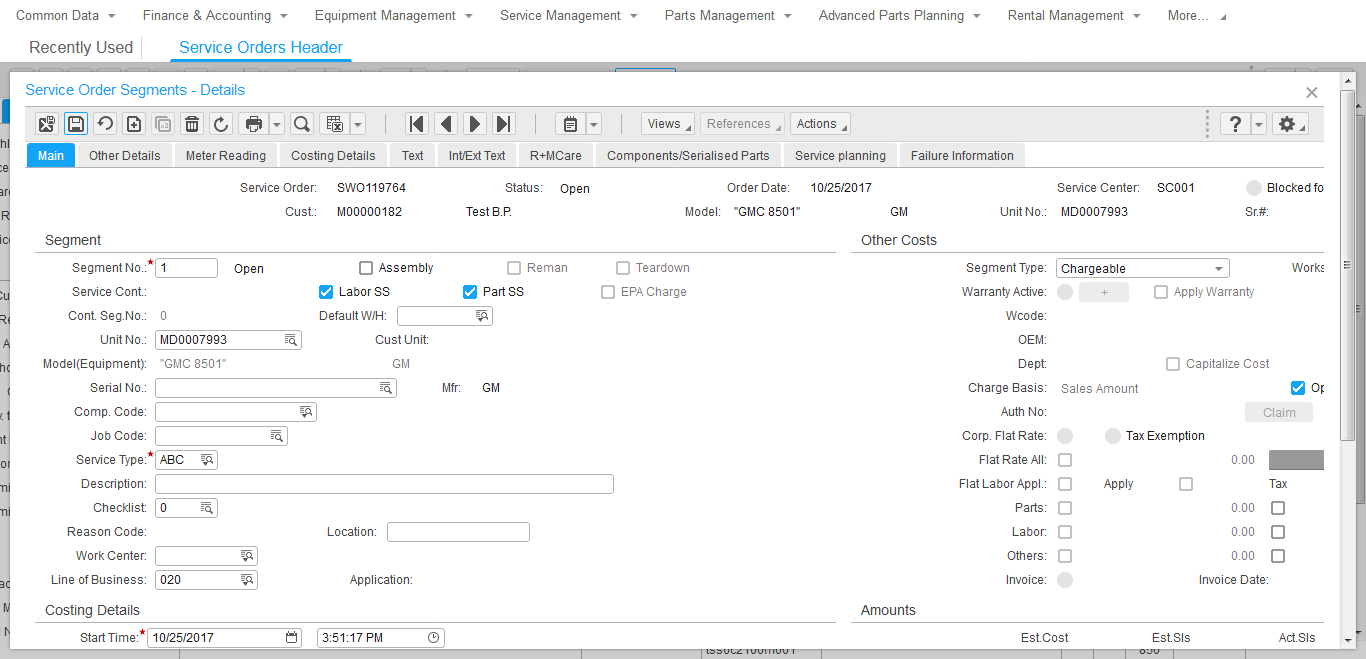 Common Data Finance & Accounting Equipment Management Service Management Parts Management Advanced Parts Planning Rental Management More...
Recently Used Service Orders Header
Service Order Segments - Details
Views References Actions
Main Other Details Meter Reading Costing Details Text Int/Ext Text R+MCare Components/Serialised Parts Service planning Failure Information
Service Order: SWO119764 Status: Open Order Date: 10/25/2017 Service Center: SC001 Blocked fo
Cust.: M00000182 Test B.P. Model: "GMC 8501" GM Unit No.: MD0007993 Sr.#:
Segment Other Costs
Segment No.:* 1 Open Assembly Reman Teardown Segment Type: Chargeable Works
Service Cont.: Labor SS Part SS EPA Charge Warranty Active: + Apply Warranty
Cont. Seg.No.: 0 Default W/H: Wcode:
Unit No.: MD0007993 Cust Unit: OEM:
Model(Equipment): "GMC 8501" GM Dept: Capitalize Cost
Serial No.: Mfr: GM Charge Basis: Sales Amount Op
Comp. Code: Auth No: Claim
Job Code: Corp. Flat Rate: Tax Exemption
Service Type:* ABC Flat Rate All: 0.00
Description: Flat Labor Appl.: Apply Tax
Checklist: 0 Parts: 0.00
Reason Code: Location: Labor: 0.00
Work Center: Others: 0.00
Line of Business: 020 Application: Invoice: Invoice Date:
Costing Details Amounts
Start Time:* 10/25/2017 3:51:17 PM Est.Cost Est.Sls Act.Sls